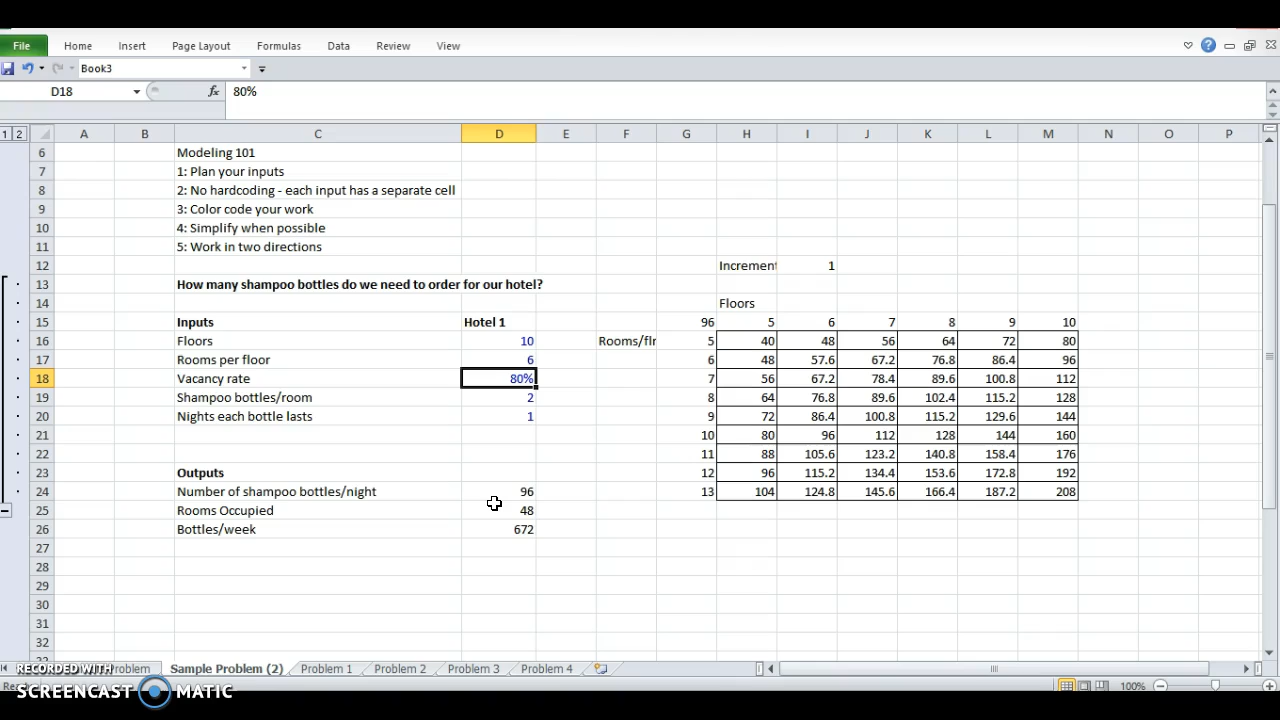 File Home Insert Page Layout Formulas Data Review View
Book3
D18 fx 80%
1 2 A B C D E F G H I J K L M N O P
6 Modeling 101
7 1: Plan your inputs
8 2: No hardcoding - each input has a separate cell
9 3: Color code your work
10 4: Simplify when possible
11 5: Work in two directions
12 Increment 1
13 How many shampoo bottles do we need to order for our hotel?
14 Floors
15 Inputs Hotel 1 96 5 6 7 8 9 10
16 Floors 10 Rooms/flr 5 40 48 56 64 72 80
17 Rooms per floor 6 6 48 57.6 67.2 76.8 86.4 96
18 Vacancy rate 80% 7 56 67.2 78.4 89.6 100.8 112
19 Shampoo bottles/room 2 8 64 76.8 89.6 102.4 115.2 128
20 Nights each bottle lasts 1 9 72 86.4 100.8 115.2 129.6 144
21 10 80 96 112 128 144 160
22 11 88 105.6 123.2 140.8 158.4 176
23 Outputs 12 96 115.2 134.4 153.6 172.8 192
24 Number of shampoo bottles/night 96 13 104 124.8 145.6 166.4 187.2 208
25 Rooms Occupied 48
26 Bottles/week 672
27
28
29
30
31
32
Problem Sample Problem (2) Problem 1 Problem 2 Problem 3 Problem 4
RECORDED WITH
100%
SCREENCAST MATIC